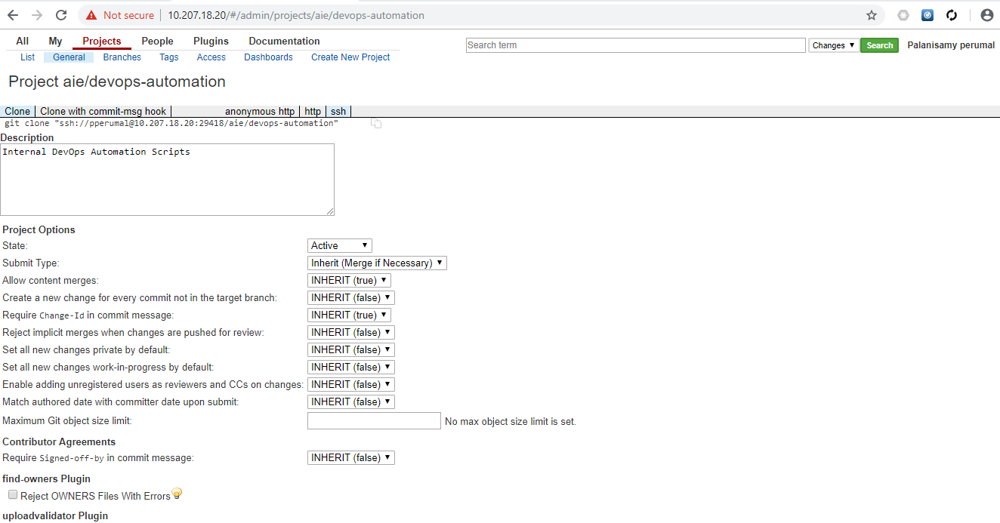 Not secure 10.207.18.20/#/admin/projects/aie/devops-automation
All My Projects People Plugins Documentation
Search term Changes Search Palanisamy perumal
List General Branches Tags Access Dashboards Create New Project
Project aie/devops-automation
Clone Clone with commit-msg hook anonymous http http ssh
git clone "ssh://pperumal@10.207.18.20:29418/aie/devops-automation"
Description
Internal DevOps Automation Scripts
Project Options
State: Active
Submit Type: Inherit (Merge if Necessary)
Allow content merges: INHERIT (true)
Create a new change for every commit not in the target branch: INHERIT (false)
Require Change-Id in commit message: INHERIT (true)
Reject implicit merges when changes are pushed for review: INHERIT (false)
Set all new changes private by default: INHERIT (false)
Set all new changes work-in-progress by default: INHERIT (false)
Enable adding unregistered users as reviewers and CCs on changes: INHERIT (false)
Match authored date with committer date upon submit: INHERIT (false)
Maximum Git object size limit: No max object size limit is set.
Contributor Agreements
Require Signed-off-by in commit message: INHERIT (false)
find-owners Plugin
Reject OWNERS Files With Errors
uploadvalidator Plugin